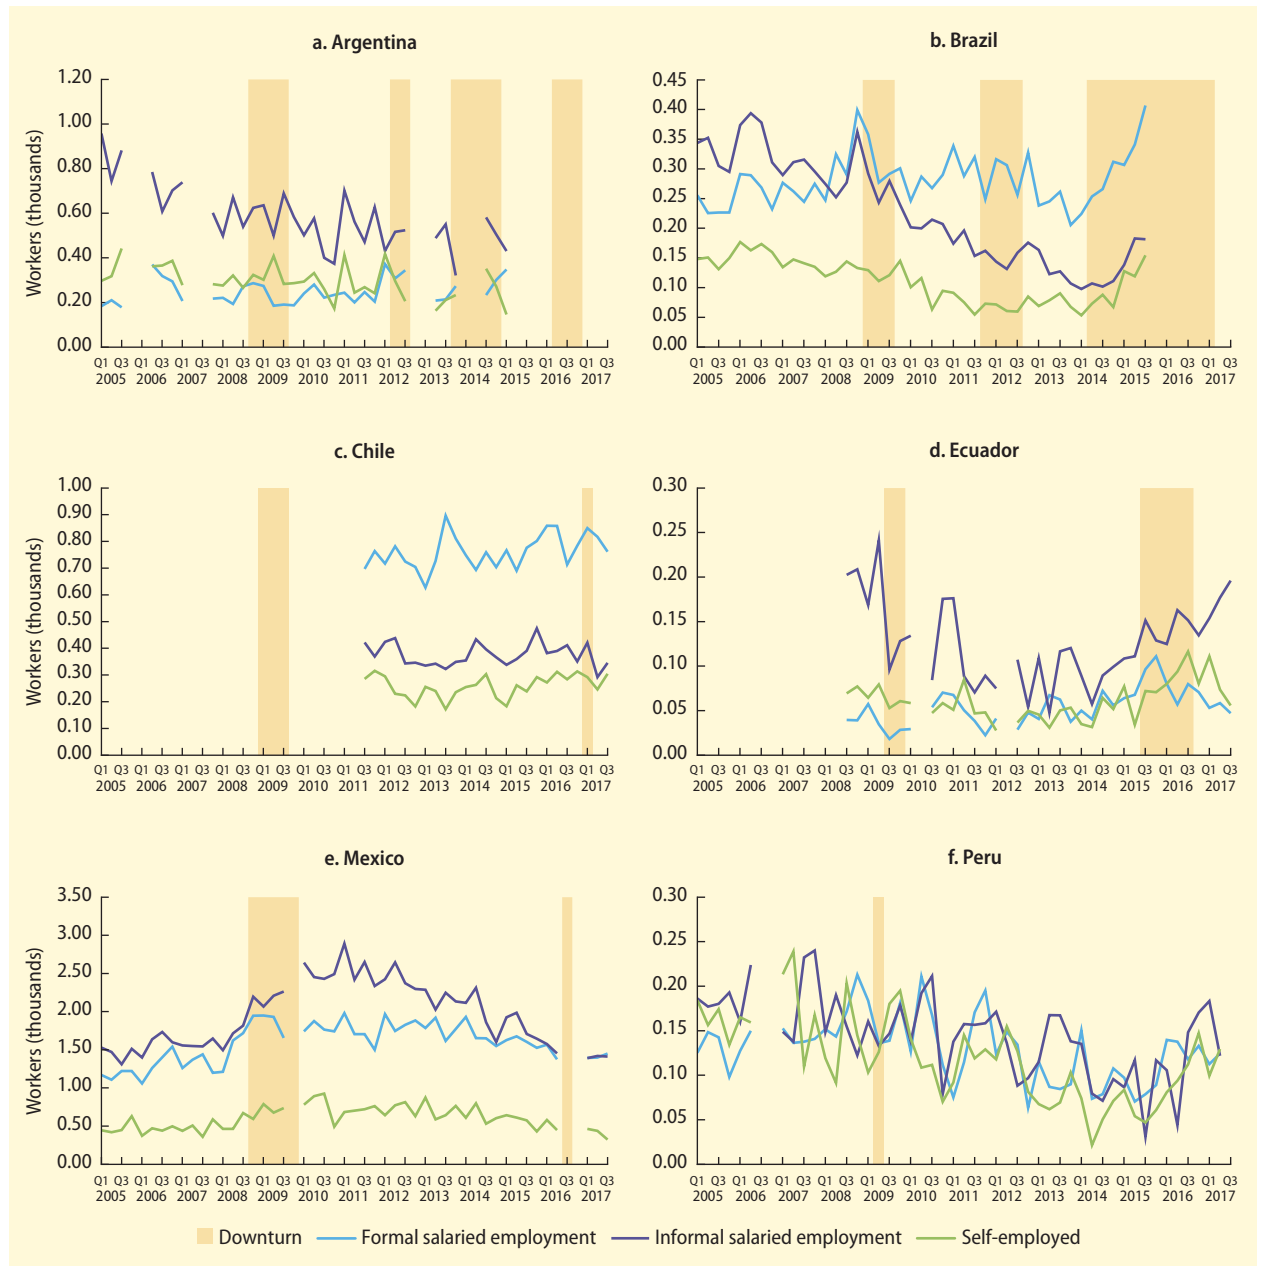 a. Argentina
Workers (thousands)
1.20
1.00
0.80
0.60
0.40
0.20
0.00
Q1 Q3 Q1 Q3 Q1 Q3 Q1 Q3 Q1 Q3 Q1 Q3 Q1 Q3 Q1 Q3 Q1 Q3 Q1 Q3 Q1 Q3 Q1 Q3 Q1 Q3
2005 2006 2007 2008 2009 2010 2011 2012 2013 2014 2015 2016 2017
b. Brazil
0.45
0.40
0.35
0.30
0.25
0.20
0.15
0.10
0.05
0.00
Q1 Q3 Q1 Q3 Q1 Q3 Q1 Q3 Q1 Q3 Q1 Q3 Q1 Q3 Q1 Q3 Q1 Q3 Q1 Q3 Q1 Q3 Q1 Q3 Q1 Q3
2005 2006 2007 2008 2009 2010 2011 2012 2013 2014 2015 2016 2017
c. Chile
Workers (thousands)
1.00
0.90
0.80
0.70
0.60
0.50
0.40
0.30
0.20
0.10
0.00
Q1 Q3 Q1 Q3 Q1 Q3 Q1 Q3 Q1 Q3 Q1 Q3 Q1 Q3 Q1 Q3 Q1 Q3 Q1 Q3 Q1 Q3 Q1 Q3 Q1 Q3
2005 2006 2007 2008 2009 2010 2011 2012 2013 2014 2015 2016 2017
d. Ecuador
0.30
0.25
0.20
0.15
0.10
0.05
0.00
Q1 Q3 Q1 Q3 Q1 Q3 Q1 Q3 Q1 Q3 Q1 Q3 Q1 Q3 Q1 Q3 Q1 Q3 Q1 Q3 Q1 Q3 Q1 Q3 Q1 Q3
2005 2006 2007 2008 2009 2010 2011 2012 2013 2014 2015 2016 2017
e. Mexico
Workers (thousands)
3.50
3.00
2.50
2.00
1.50
1.00
0.50
0.00
Q1 Q3 Q1 Q3 Q1 Q3 Q1 Q3 Q1 Q3 Q1 Q3 Q1 Q3 Q1 Q3 Q1 Q3 Q1 Q3 Q1 Q3 Q1 Q3 Q1 Q3
2005 2006 2007 2008 2009 2010 2011 2012 2013 2014 2015 2016 2017
f. Peru
0.30
0.25
0.20
0.15
0.10
0.05
0.00
Q1 Q3 Q1 Q3 Q1 Q3 Q1 Q3 Q1 Q3 Q1 Q3 Q1 Q3 Q1 Q3 Q1 Q3 Q1 Q3 Q1 Q3 Q1 Q3 Q1 Q3
2005 2006 2007 2008 2009 2010 2011 2012 2013 2014 2015 2016 2017
Downturn Formal salaried employment Informal salaried employment Self-employed